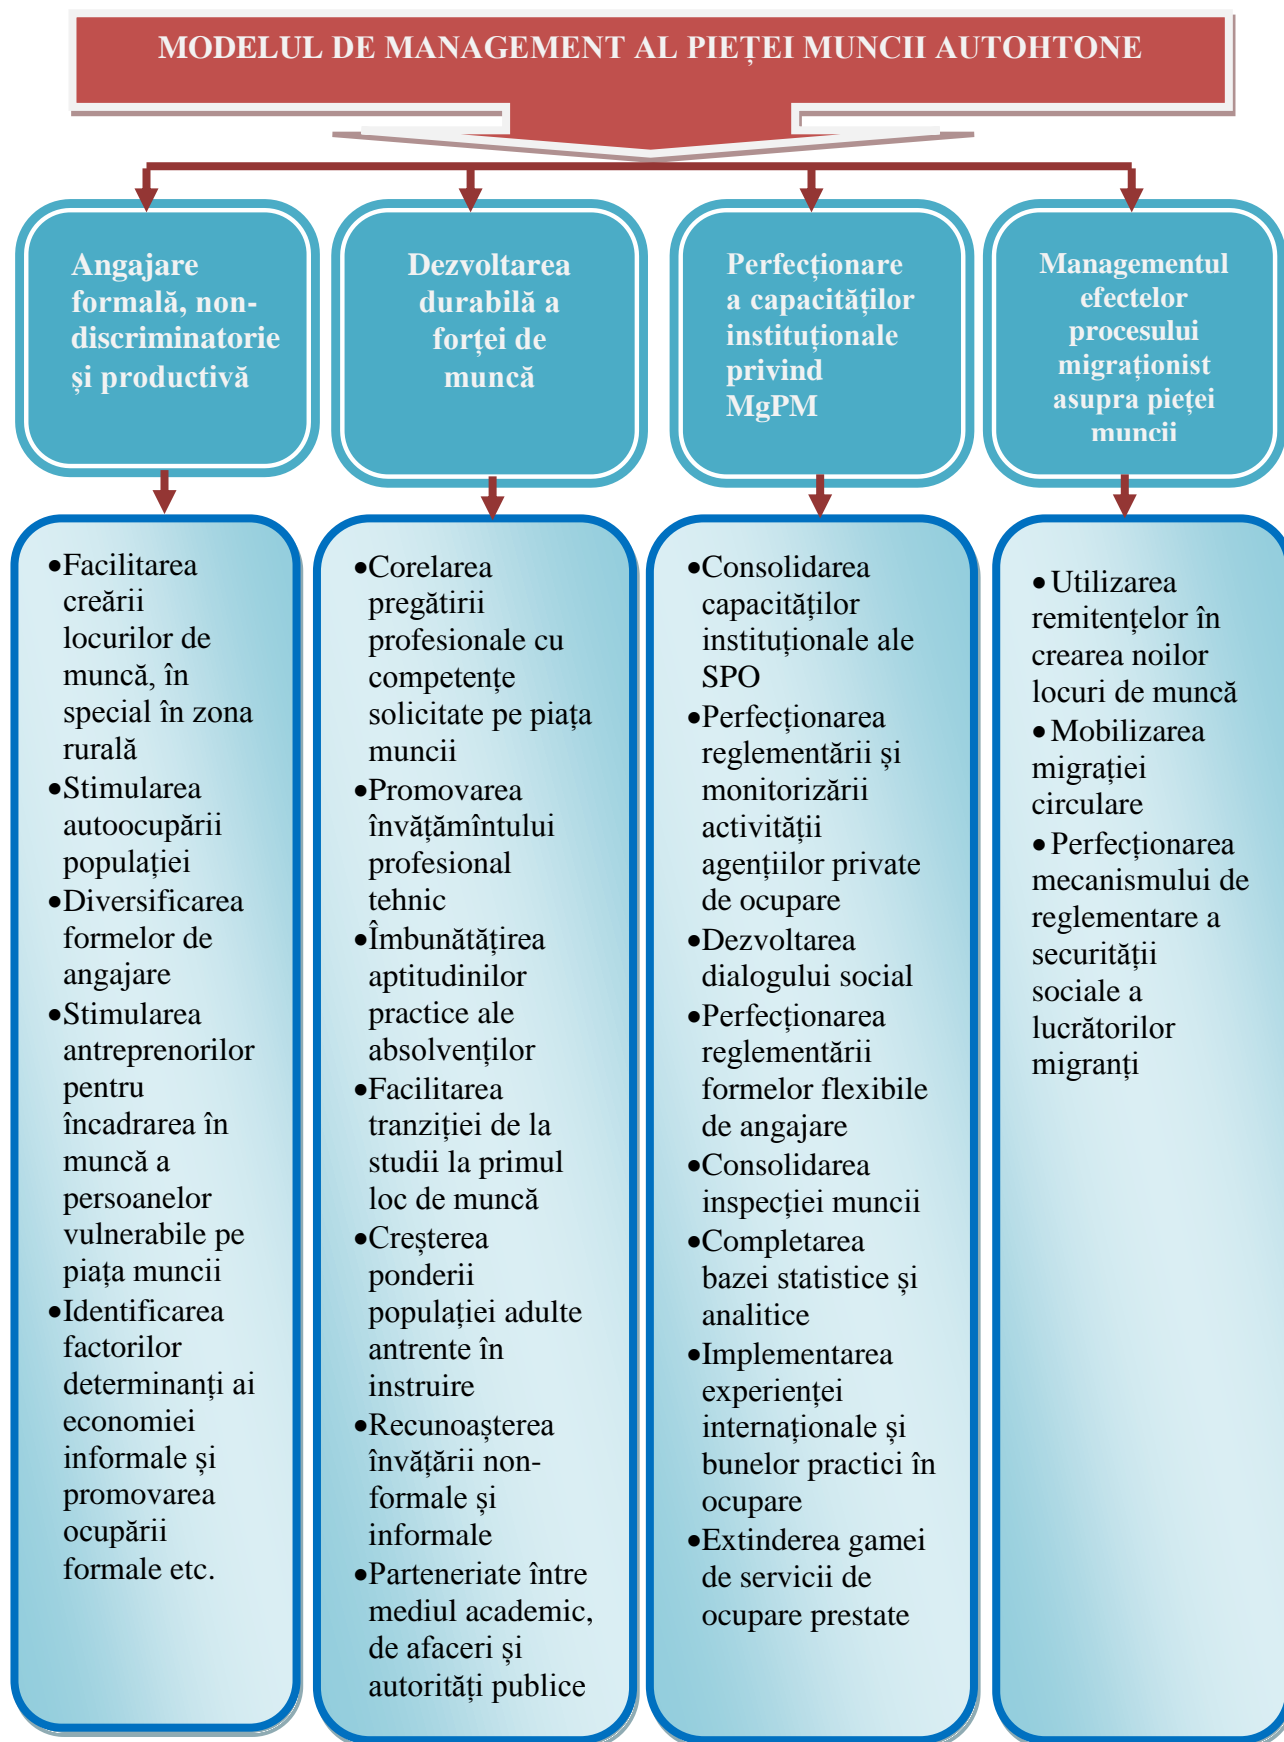 MODELUL DE MANAGEMENT AL PIEȚEI MUNCII AUTOHTONE
Angajare
formală, non-
discriminatorie
și productivă
Dezvoltarea
durabilă a
forței de
muncă
Perfecționare
a capacităților
instituționale
privind
MgPM
Managementul
efectelor
procesului
migraționist
asupra pieței
muncii
•Facilitarea
creării
locurilor de
muncă, în
special în zona
rurală
•Stimularea
autoocupării
populației
•Diversificarea
formelor de
angajare
•Stimularea
antreprenorilor
pentru
încadrarea în
muncă a
persoanelor
vulnerabile pe
piața muncii
•Identificarea
factorilor
determinanți ai
economiei
informale și
promovarea
ocupării
formale etc.
•Corelarea
pregătirii
profesionale cu
competențe
solicitate pe piața
muncii
•Promovarea
învățămîntului
profesional
tehnic
•Îmbunătățirea
aptitudinilor
practice ale
absolvenților
•Facilitarea
tranziției de la
studii la primul
loc de muncă
•Creșterea
ponderii
populației adulte
antrente în
instruire
•Recunoașterea
învățării non-
formale și
informale
•Parteneriate între
mediul academic,
de afaceri și
autorități publice
•Consolidarea
capacităților
instituționale ale
SPO
•Perfecționarea
reglementării și
monitorizării
activității
agențiilor private
de ocupare
•Dezvoltarea
dialogului social
•Perfecționarea
reglementării
formelor flexibile
de angajare
•Consolidarea
inspecției muncii
•Completarea
bazei statistice și
analitice
•Implementarea
experienței
internaționale și
bunelor practici în
ocupare
•Extinderea gamei
de servicii de
ocupare prestate
• Utilizarea
remitențelor în
crearea noilor
locuri de muncă
• Mobilizarea
migrației
circulare
• Perfecționarea
mecanismului de
reglementare a
securității
sociale a
lucrătorilor
migranți